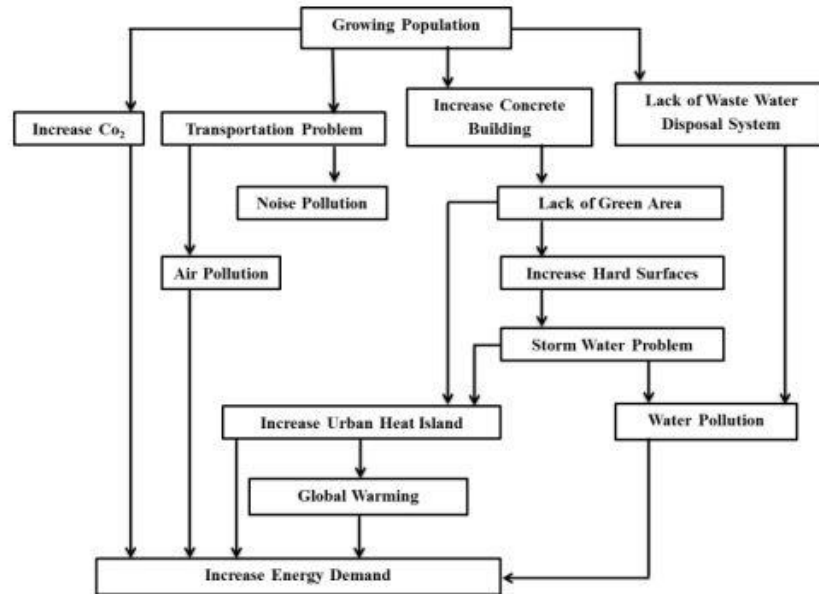 Growing Population
Increase Co₂
Transportation Problem
Increase Concrete
Building
Lack of Waste Water
Disposal System
Noise Pollution
Lack of Green Area
Air Pollution
Increase Hard Surfaces
Storm Water Problem
Increase Urban Heat Island
Water Pollution
Global Warming
Increase Energy Demand